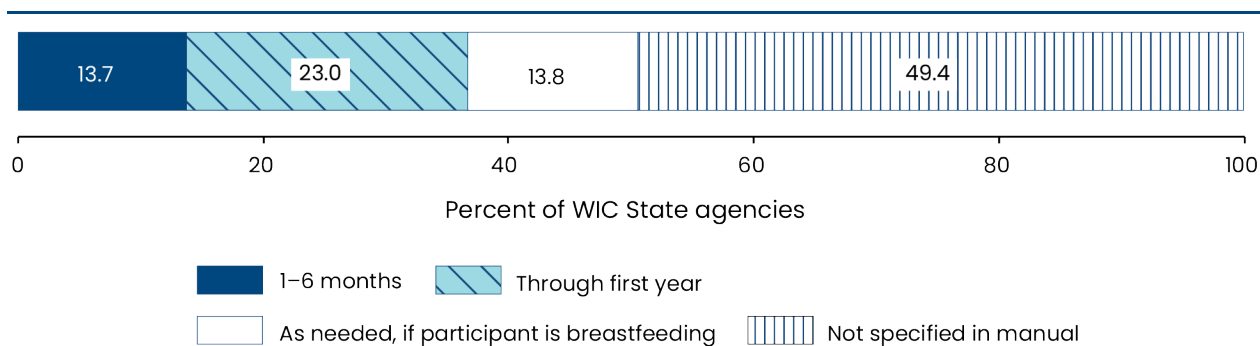 13.7 23.0 13.8 49.4
0 20 40 60 80 100
Percent of WIC State agencies
1–6 months Through first year
As needed, if participant is breastfeeding Not specified in manual